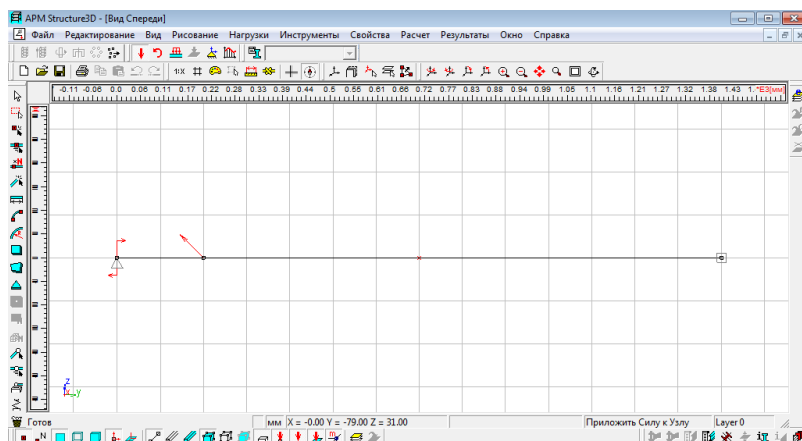 APM Structure3D - [Вид Спереди]
Файл Редактирование Вид Рисование Нагрузки Инструменты Свойства Расчет Результаты Окно Справка
-0.11 -0.06 0.0 0.06 0.11 0.17 0.22 0.28 0.33 0.39 0.44 0.5 0.55 0.61 0.66 0.72 0.77 0.83 0.88 0.94 0.99 1.05 1.1 1.16 1.21 1.27 1.32 1.38 1.43 1.*E3[мм]
z
x
y
Готов мм X = -0.00 Y = -79.00 Z = 31.00 Приложить Силу к Узлу Layer 0